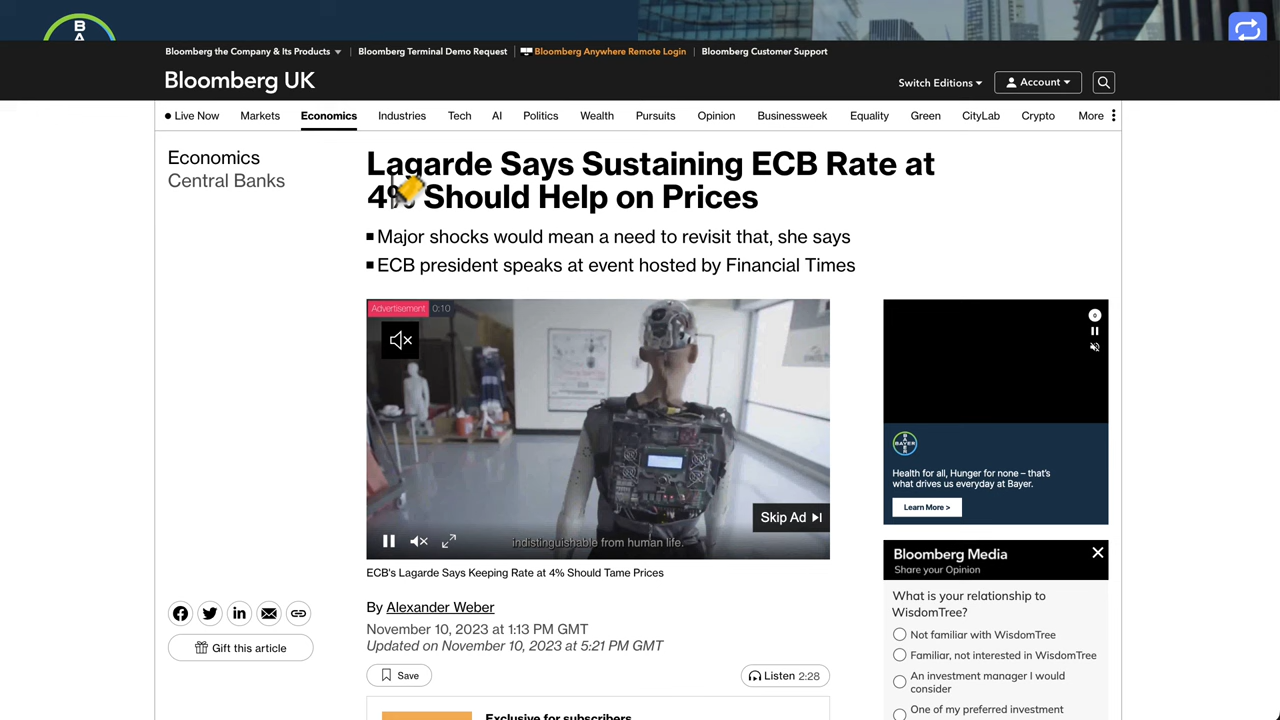 BA
Bloomberg the Company & Its Products
Bloomberg Terminal Demo Request
Bloomberg Anywhere Remote Login
Bloomberg Customer Support
Bloomberg UK
Switch Editions
Account
Live Now
Markets
Economics
Industries
Tech
AI
Politics
Wealth
Pursuits
Opinion
Businessweek
Equality
Green
CityLab
Crypto
More
Economics
Central Banks
Lagarde Says Sustaining ECB Rate at
4% Should Help on Prices
Major shocks would mean a need to revisit that, she says
ECB president speaks at event hosted by Financial Times
Advertisement 0:10
Skip Ad
indistinguishable from human life.
ECB's Lagarde Says Keeping Rate at 4% Should Tame Prices
By Alexander Weber
November 10, 2023 at 1:13 PM GMT
Updated on November 10, 2023 at 5:21 PM GMT
Gift this article
Save
Listen 2:28
Exclusive for subscribers
0
BAYER
BAYER
Health for all, Hunger for none – that's
what drives us everyday at Bayer.
Learn More >
Bloomberg Media
Share your Opinion
What is your relationship to
WisdomTree?
Not familiar with WisdomTree
Familiar, not interested in WisdomTree
An investment manager I would
consider
One of my preferred investment